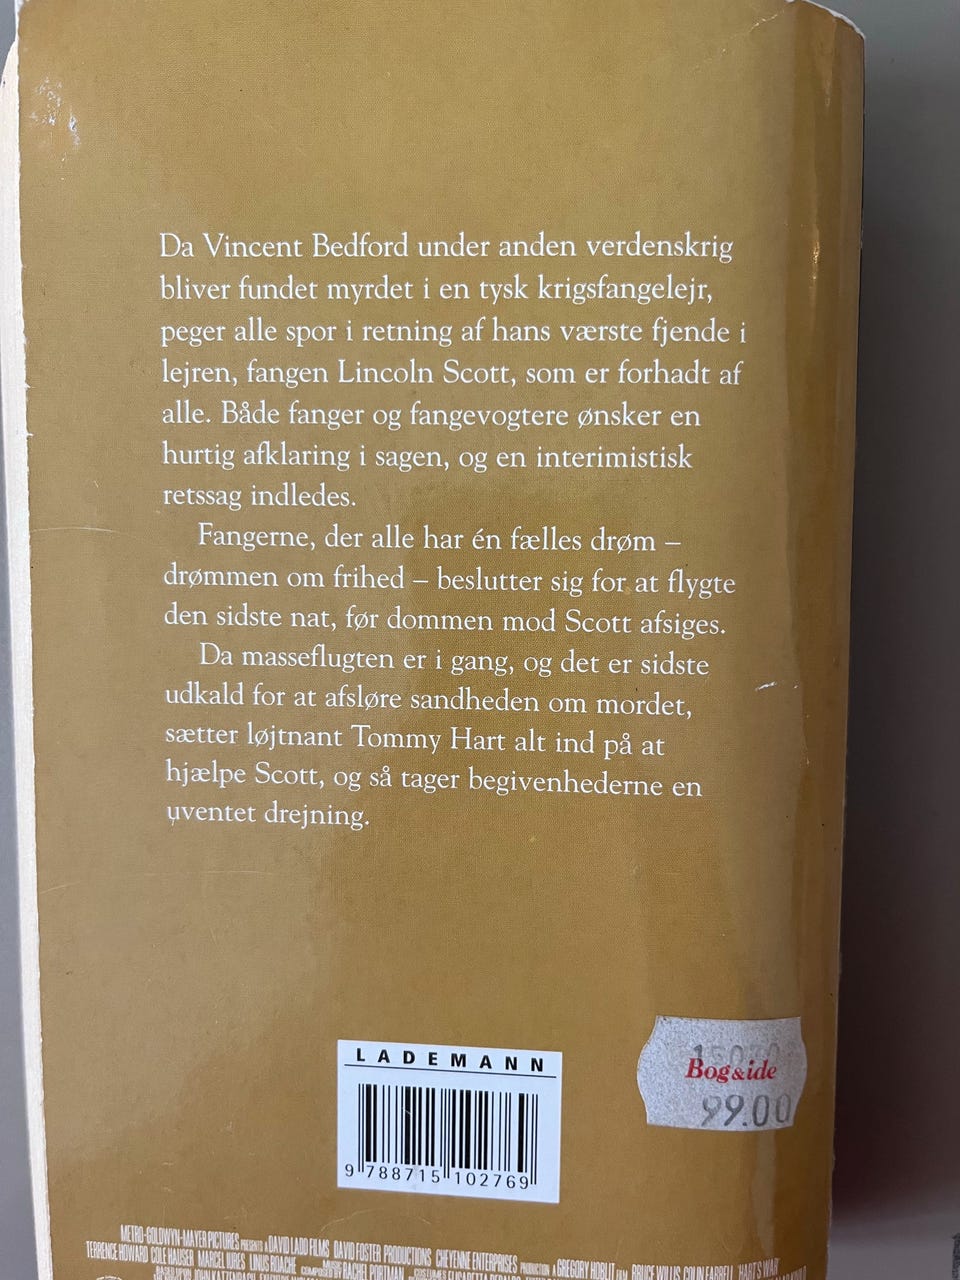 Da Vincent Bedford under anden verdenskrig
bliver fundet myrdet i en tysk krigsfangelejr,
peger alle spor i retning af hans værste fjende i
lejren, fangen Lincoln Scott, som er forhadt af
alle. Både fanger og fangevogtere ønsker en
hurtig afklaring i sagen, og en interimistisk
retssag indledes.
Fangerne, der alle har én fælles drøm –
drømmen om frihed – beslutter sig for at flygte
den sidste nat, før dommen mod Scott afsiges.
Da masseflugten er i gang, og det er sidste
udkald for at afsløre sandheden om mordet,
sætter løjtnant Tommy Hart alt ind på at
hjælpe Scott, og så tager begivenhederne en
uventet drejning.
LADEMANN
9 788715 102769
Bog&ide
99.00
METRO-GOLDWYN-MAYER PICTURES PRESENTS A DAVID LADD FILMS DAVID FOSTER PRODUCTIONS CHEYENNE ENTERPRISES PRODUCTION A GREGORY HOBLIT FILM BRUCE WILLIS COLIN FARRELL "HART'S WAR"
TERRENCE HOWARD COLE HAUSER MARCEL IURES LINUS ROACHE MUSIC COMPOSED BY RACHEL PORTMAN